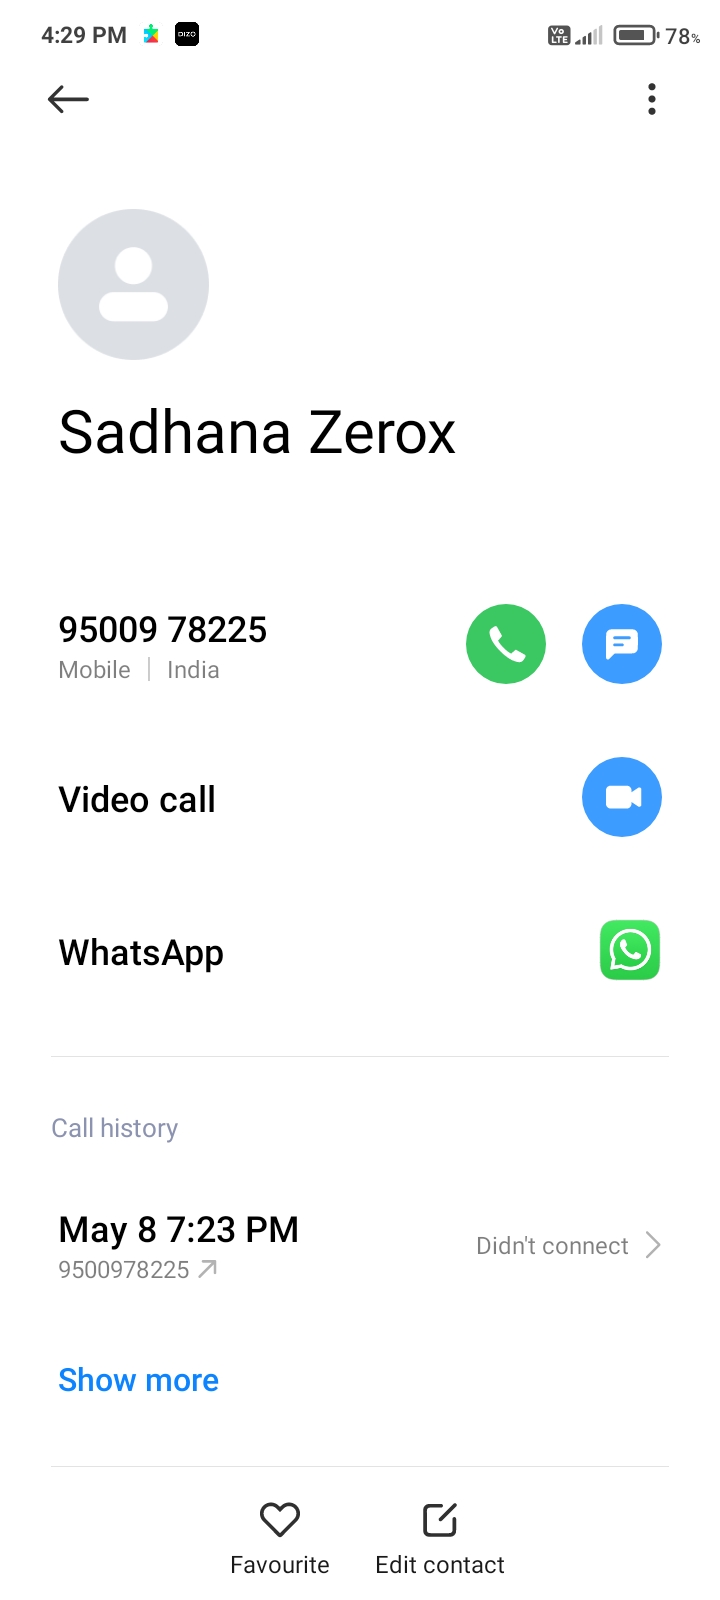 4:29 PM DIZO Vo LTE 78%
Sadhana Zerox
95009 78225
Mobile | India
Video call
WhatsApp
Call history
May 8 7:23 PM
Didn't connect
9500978225
Show more
Favourite Edit contact